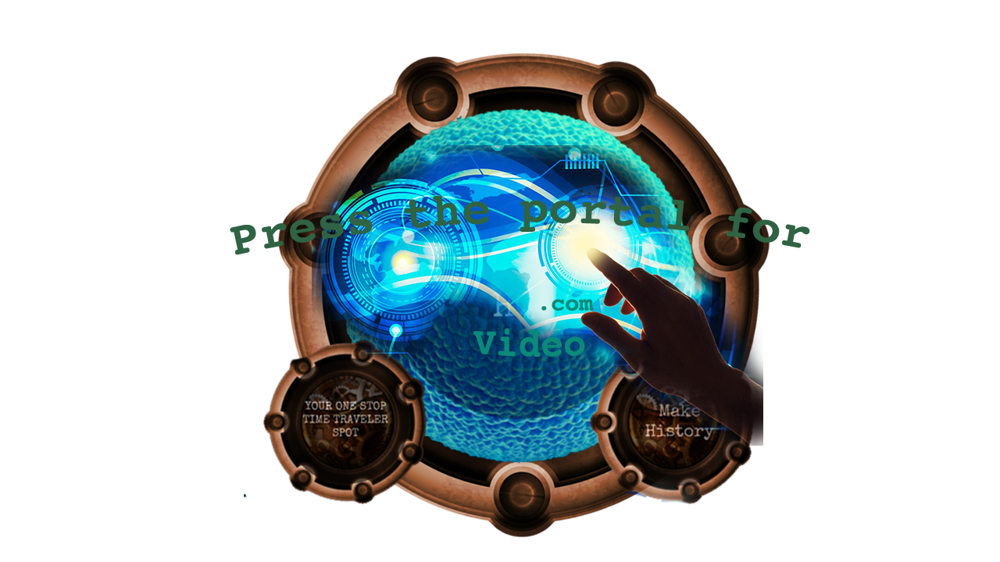 Press the portal for
.com
Video
YOUR ONE STOP
TIME TRAVELER
SPOT
Make
History